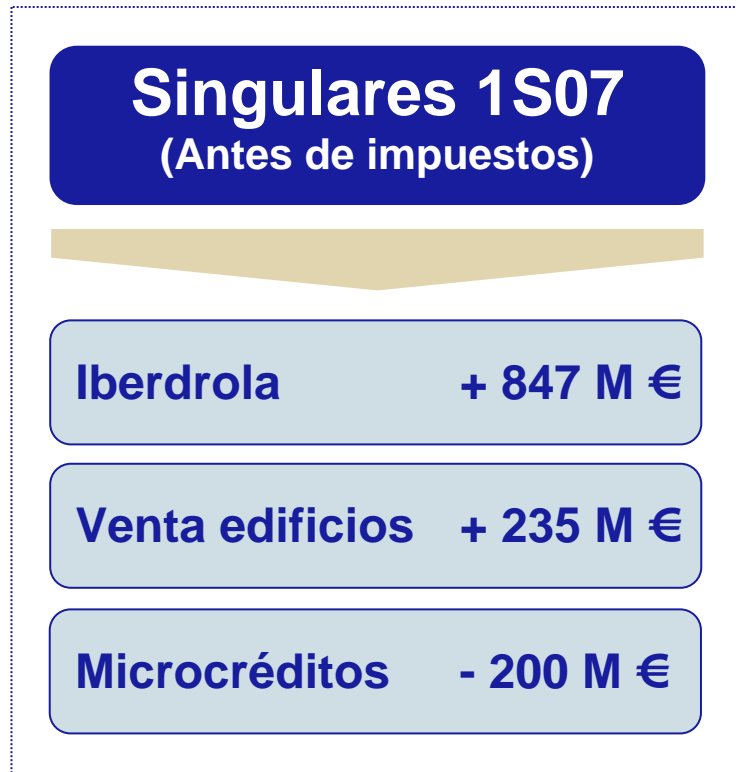 Singulares 1S07
(Antes de impuestos)
Iberdrola + 847 M €
Venta edificios + 235 M €
Microcréditos - 200 M €